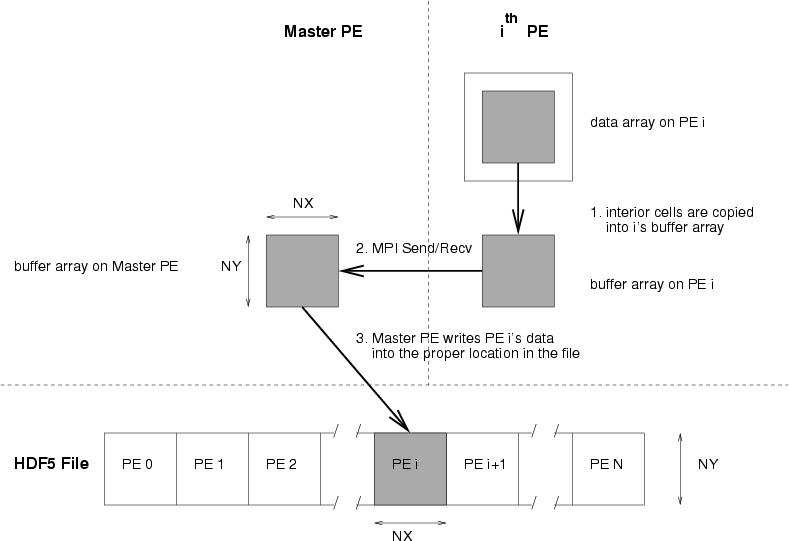 Master PE
i th PE
data array on PE i
1. interior cells are copied
into i's buffer array
NX
2. MPI Send/Recv
buffer array on Master PE
NY
buffer array on PE i
3. Master PE writes PE i's data
into the proper location in the file
HDF5 File
PE 0
PE 1
PE 2
PE i
PE i+1
PE N
NY
NX